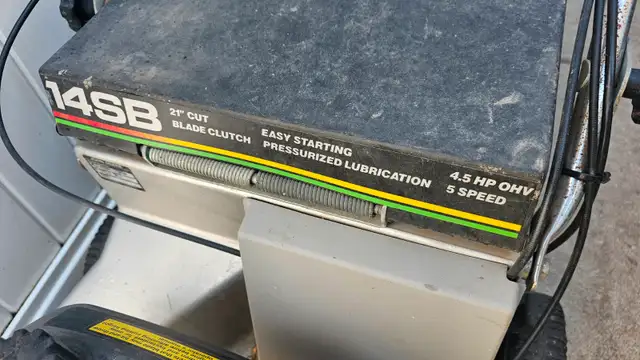 14SB
21" CUT
BLADE CLUTCH
EASY STARTING
PRESSURIZED LUBRICATION
4.5 HP OHV
5 SPEED